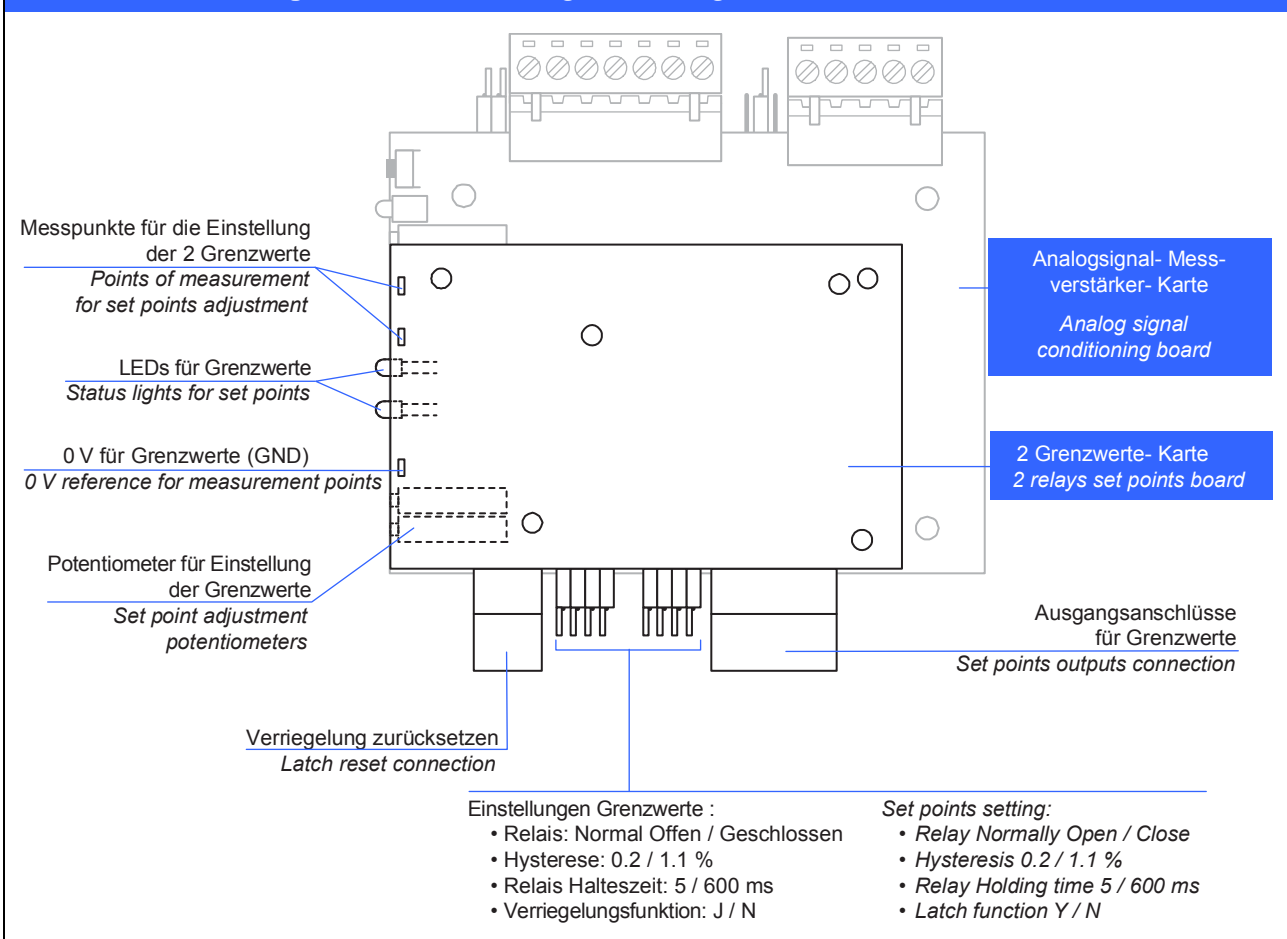 Messpunkte für die Einstellung
der 2 Grenzwerte
Points of measurement
for set points adjustment
LEDs für Grenzwerte
Status lights for set points
0 V für Grenzwerte (GND)
0 V reference for measurement points
Potentiometer für Einstellung
der Grenzwerte
Set point adjustment
potentiometers
Analogsignal- Mess-
verstärker- Karte
Analog signal
conditioning board
2 Grenzwerte- Karte
2 relays set points board
Ausgangsanschlüsse
für Grenzwerte
Set points outputs connection
Verriegelung zurücksetzen
Latch reset connection
Einstellungen Grenzwerte :
• Relais: Normal Offen / Geschlossen
• Hysterese: 0.2 / 1.1 %
• Relais Halteszeit: 5 / 600 ms
• Verriegelungsfunktion: J / N
Set points setting:
• Relay Normally Open / Close
• Hysteresis 0.2 / 1.1 %
• Relay Holding time 5 / 600 ms
• Latch function Y / N